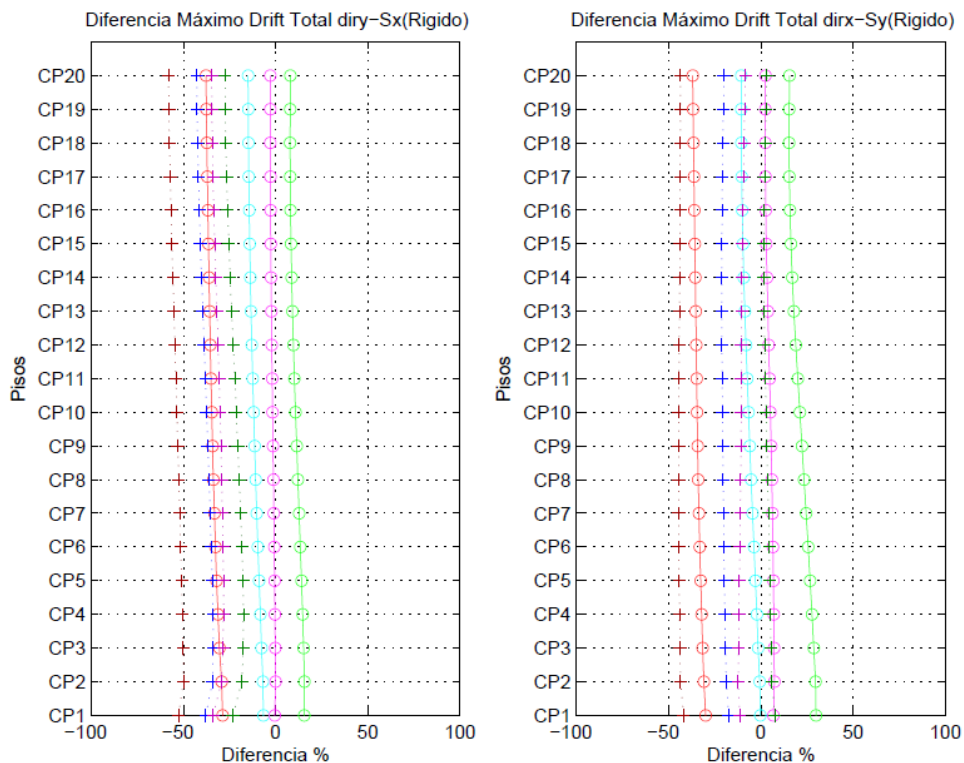 Diferencia Máximo Drift Total diry−Sx(Rigido)
CP20
CP19
CP18
CP17
CP16
CP15
CP14
CP13
CP12
CP11
CP10
CP9
CP8
CP7
CP6
CP5
CP4
CP3
CP2
CP1
Pisos
−100 −50 0 50 100
Diferencia %
Diferencia Máximo Drift Total dirx−Sy(Rigido)
CP20
CP19
CP18
CP17
CP16
CP15
CP14
CP13
CP12
CP11
CP10
CP9
CP8
CP7
CP6
CP5
CP4
CP3
CP2
CP1
Pisos
−100 −50 0 50 100
Diferencia %